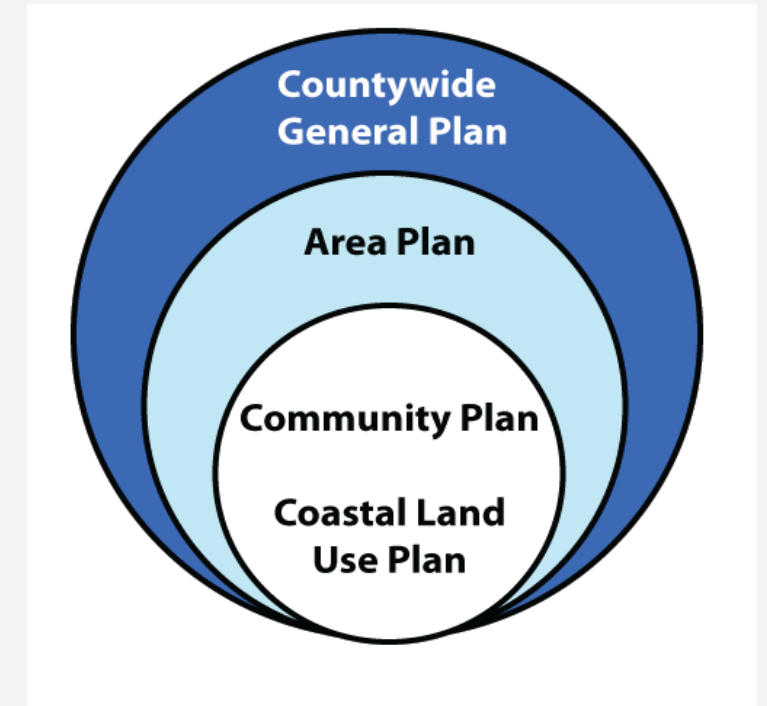 Countywide
General Plan
Area Plan
Community Plan
Coastal Land
Use Plan